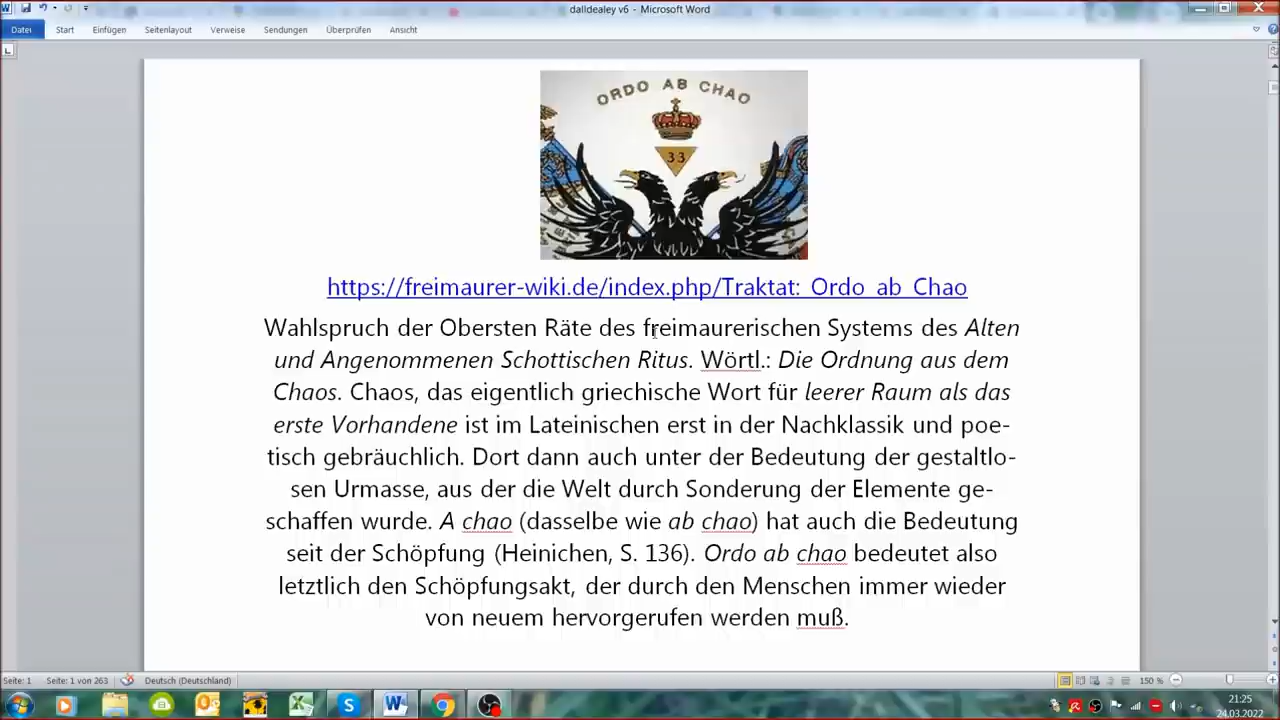 dalldealey v6 - Microsoft Word
Datei Start Einfügen Seitenlayout Verweise Sendungen Überprüfen Ansicht
ORDO AB CHAO
33
https://freimaurer-wiki.de/index.php/Traktat:_Ordo_ab_Chao
Wahlspruch der Obersten Räte des freimaurerischen Systems des Alten
und Angenommenen Schottischen Ritus. Wörtl.: Die Ordnung aus dem
Chaos. Chaos, das eigentlich griechische Wort für leerer Raum als das
erste Vorhandene ist im Lateinischen erst in der Nachklassik und poe-
tisch gebräuchlich. Dort dann auch unter der Bedeutung der gestaltlo-
sen Urmasse, aus der die Welt durch Sonderung der Elemente ge-
schaffen wurde. A chao (dasselbe wie ab chao) hat auch die Bedeutung
seit der Schöpfung (Heinichen, S. 136). Ordo ab chao bedeutet also
letztlich den Schöpfungsakt, der durch den Menschen immer wieder
von neuem hervorgerufen werden muß.
Seite: 1 Seite: 1 von 263 Deutsch (Deutschland) 150 %
21:25
24.03.2022